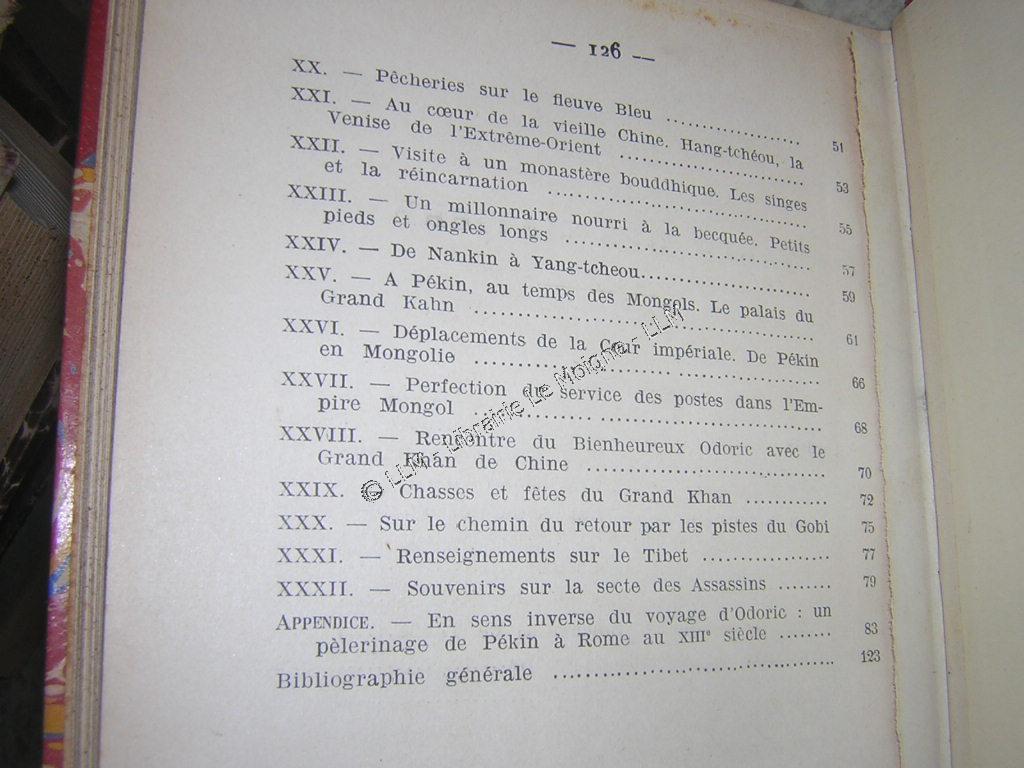 — 126 —
XX. — Pêcheries sur le fleuve Bleu .................... 51
XXI. — Au cœur de la vieille Chine. Hang-tchéou, la
Venise de l'Extrême-Orient ........................... 53
XXII. — Visite à un monastère bouddhique. Les singes
et la réincarnation ...................................... 55
XXIII. — Un millonnaire nourri à la becquée. Petits
pieds et ongles longs .................................... 57
XXIV. — De Nankin à Yang-tcheou......................... 59
XXV. — A Pékin, au temps des Mongols. Le palais du
Grand Kahn ............................................. 61
XXVI. — Déplacements de la Cour impériale. De Pékin
en Mongolie ............................................. 66
XXVII. — Perfection du service des postes dans l'Em-
pire Mongol ............................................. 68
XXVIII. — Rencontre du Bienheureux Odoric avec le
Grand Khan de Chine ................................... 70
XXIX. — Chasses et fêtes du Grand Khan ............ 72
XXX. — Sur le chemin du retour par les pistes du Gobi 75
XXXI. — Renseignements sur le Tibet ................... 77
XXXII. — Souvenirs sur la secte des Assassins ........ 79
APPENDICE. — En sens inverse du voyage d'Odoric : un
pèlerinage de Pékin à Rome au XIIIe siècle ........ 83
Bibliographie générale ..................................... 123
© LLM - Librairie Le Moigne - LLM